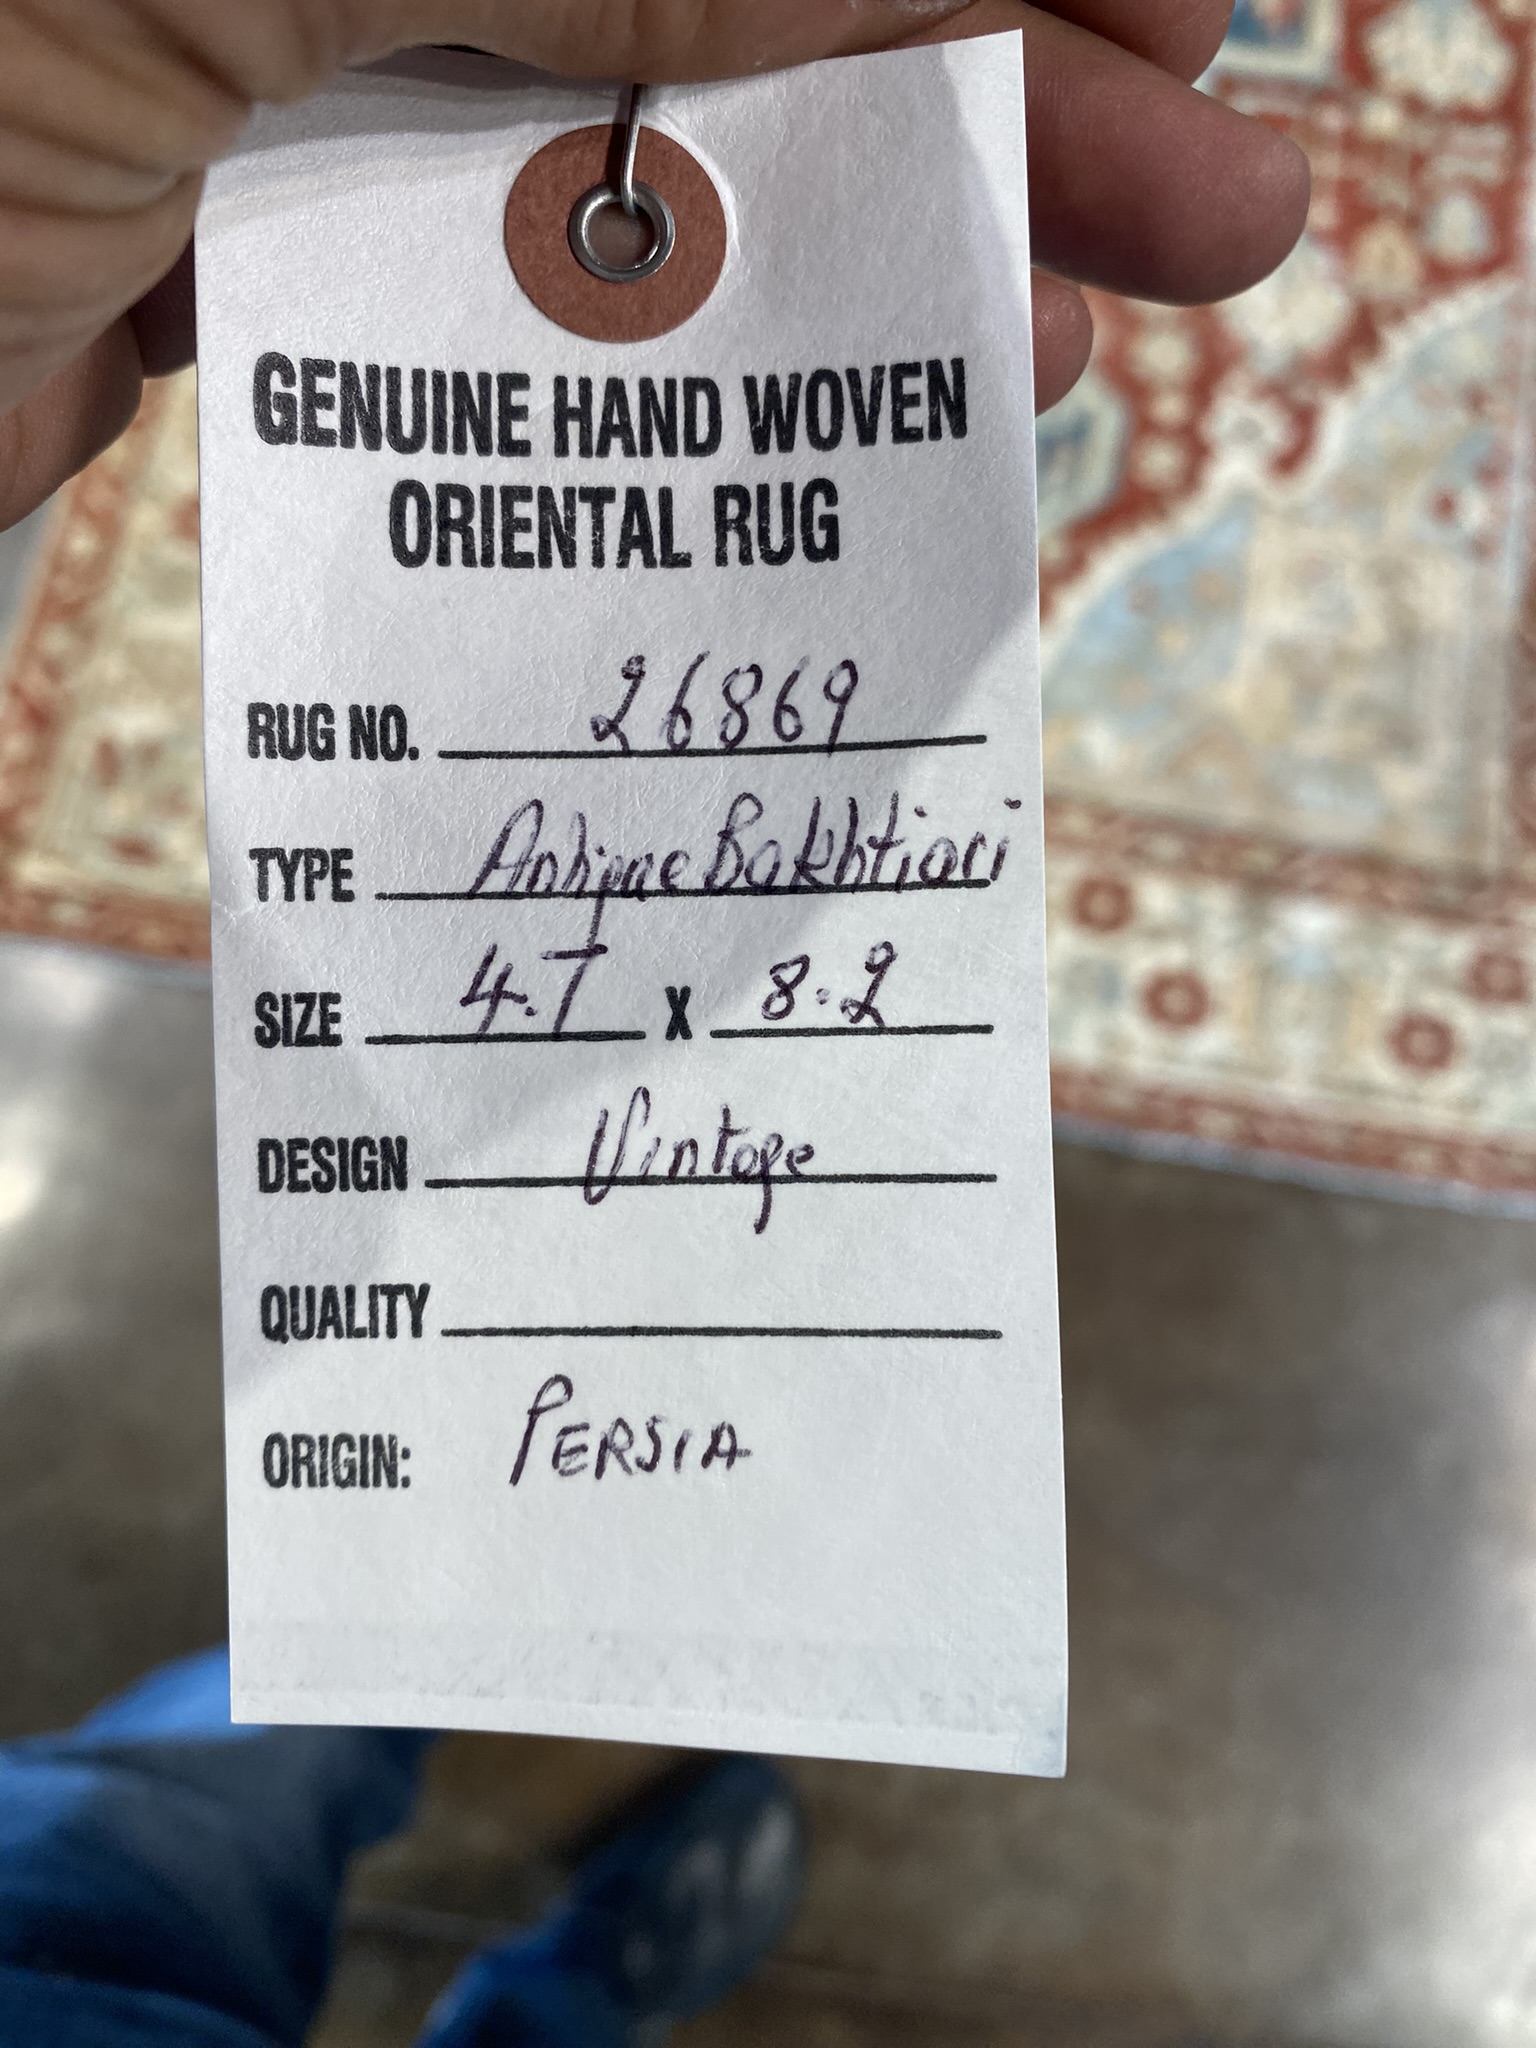 GENUINE HAND WOVEN
ORIENTAL RUG
RUG NO. 26869
TYPE Antique Bakhtiari
SIZE 4.7 X 8.2
DESIGN Vintage
QUALITY
ORIGIN: PERSIA